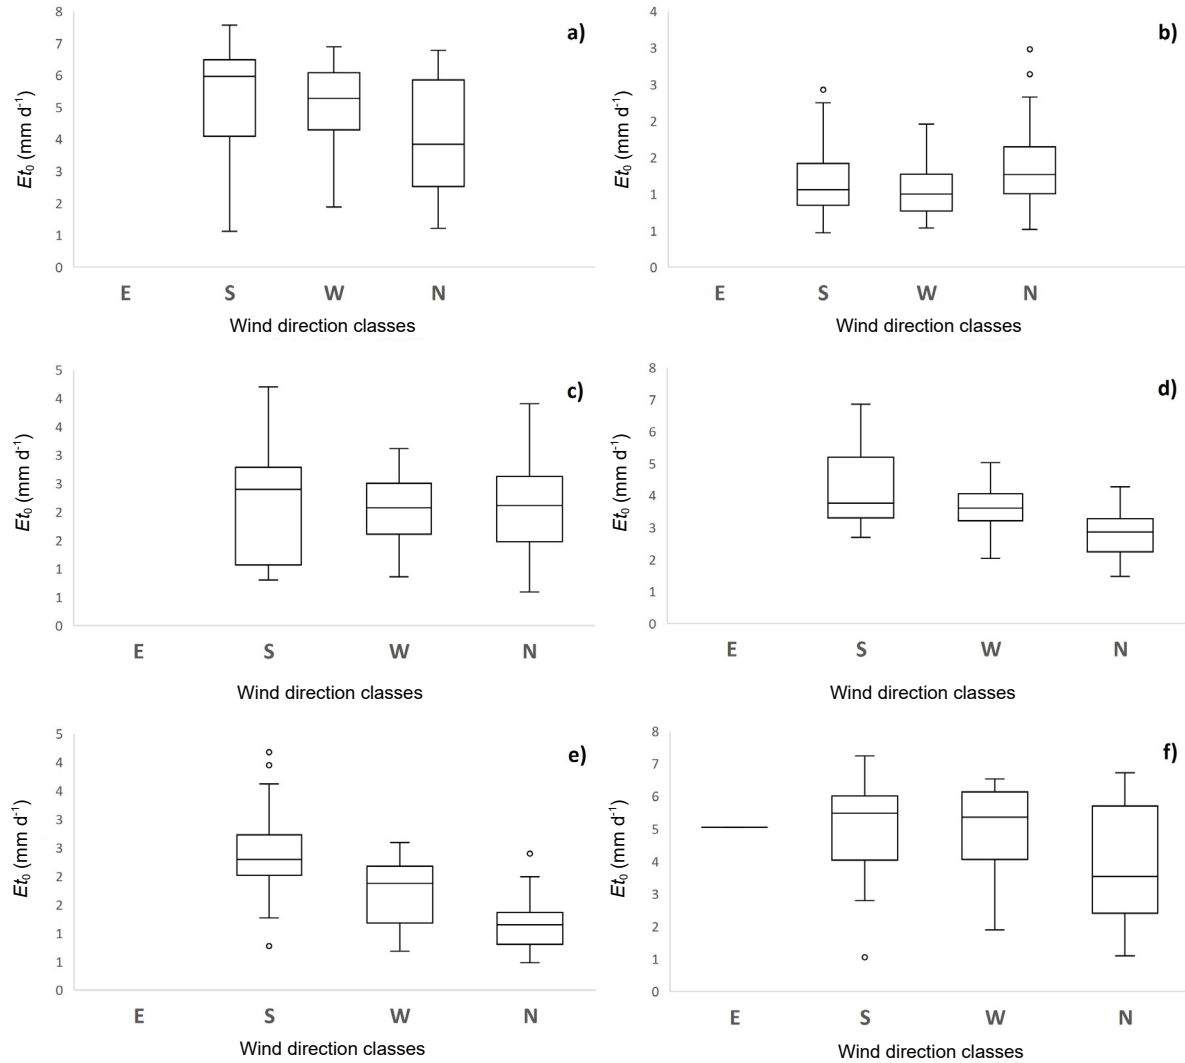 8
7
6
5
4
3
2
1
0
Et₀ (mm d⁻¹)
a)
E S W N
Wind direction classes
4
3
3
2
2
1
1
0
Et₀ (mm d⁻¹)
b)
E S W N
Wind direction classes
5
4
4
3
3
2
2
1
1
0
Et₀ (mm d⁻¹)
c)
E S W N
Wind direction classes
8
7
6
5
4
3
2
1
0
Et₀ (mm d⁻¹)
d)
E S W N
Wind direction classes
5
4
4
3
3
2
2
1
1
0
Et₀ (mm d⁻¹)
e)
E S W N
Wind direction classes
8
7
6
5
4
3
2
1
0
Et₀ (mm d⁻¹)
f)
E S W N
Wind direction classes